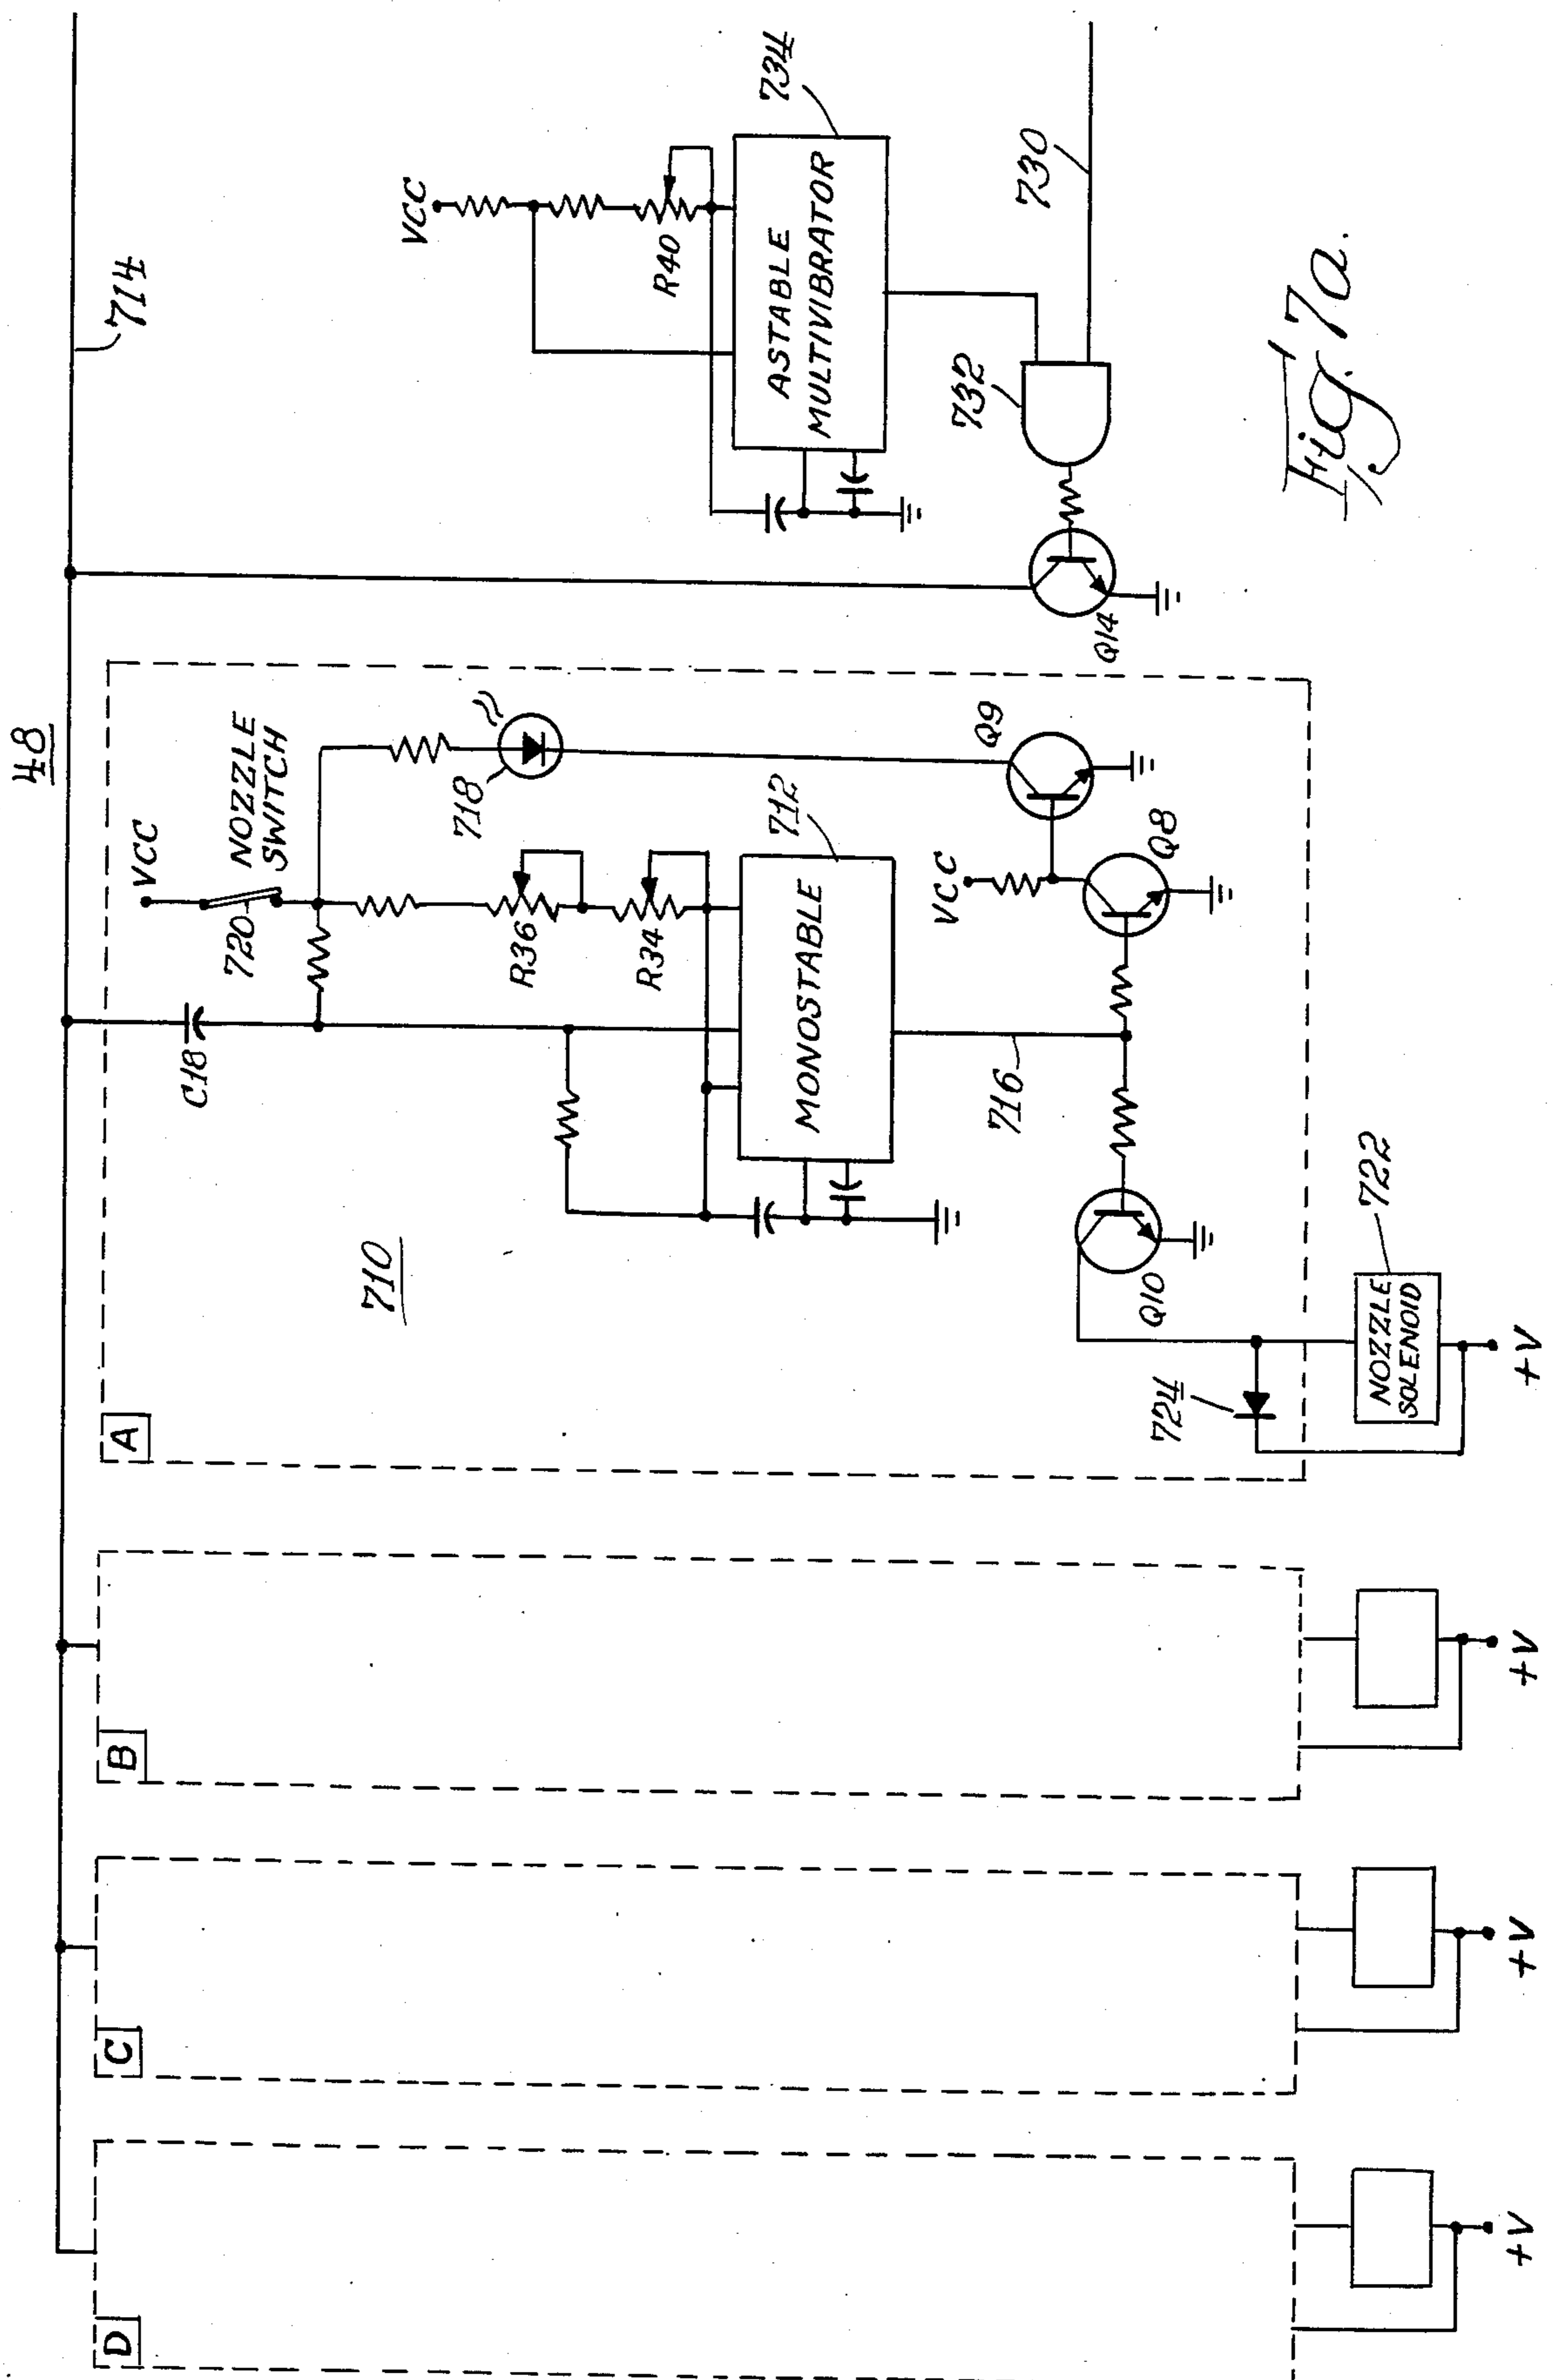 48
714
D
C
B
A
710
C18
VCC
NOZZLE
SWITCH
720
718
R36
R34
712
MONOSTABLE
716
VCC
Q9
Q8
Q10
724
722
NOZZLE
SOLENOID
+V
+V
+V
+V
VCC
R40
734
ASTABLE
MULTIVIBRATOR
732
730
Q14
Fig. 7a.